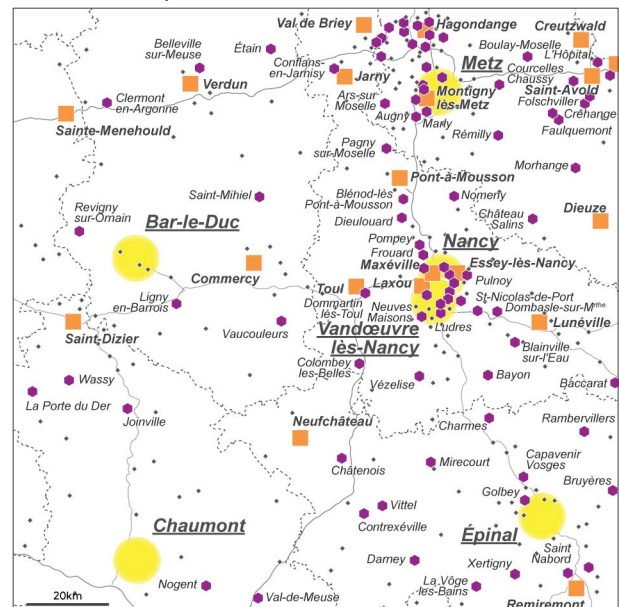 Val de Briey
Hagondange
Creutzwald
Belleville
sur-Meuse
Étain
Conflans
en-Jarnisy
Metz
Boulay-Moselle
L'Hôpital
Courcelles
Chaussy
Verdun
Jarny
Saint-Avold
Clermont
en-Argonne
Ars-sur
Moselle
Montigny
lès-Metz
Folschviller
Créhange
Faulquemont
Sainte-Menehould
Augny
Marly
Rémilly
Pagny
sur-Moselle
Morhange
Pont-à-Mousson
Saint-Mihiel
Blénod-lès
Pont-à-Mousson
Nomeny
Dieuze
Revigny
sur-Ornain
Dieulouard
Château
Salins
Bar-le-Duc
Pompey
Nancy
Frouard
Maxéville
Essey-lès-Nancy
Commercy
Toul
Laxou
Pulnoy
Ligny
en-Barrois
Dommartin
lès-Toul
Neuves
Maisons
St-Nicolas-de-Port
Dombasle-sur-Mrthe.
Saint-Dizier
Vaucouleurs
Vandœuvre
lès-Nancy
Ludres
Lunéville
Blainville
sur-l'Eau
Colombey
les-Belles
Wassy
Vézelise
Bayon
Baccarat
La Porte du Der
Joinville
Neufchâteau
Charmes
Rambervillers
Châtenois
Mirecourt
Capavenir
Vosges
Bruyères
Golbey
Vittel
Contrexéville
Chaumont
Épinal
Saint
Nabord
Darney
Xertigny
Nogent
La Vôge
les-Bains
Val-de-Meuse
Remiremont
20km